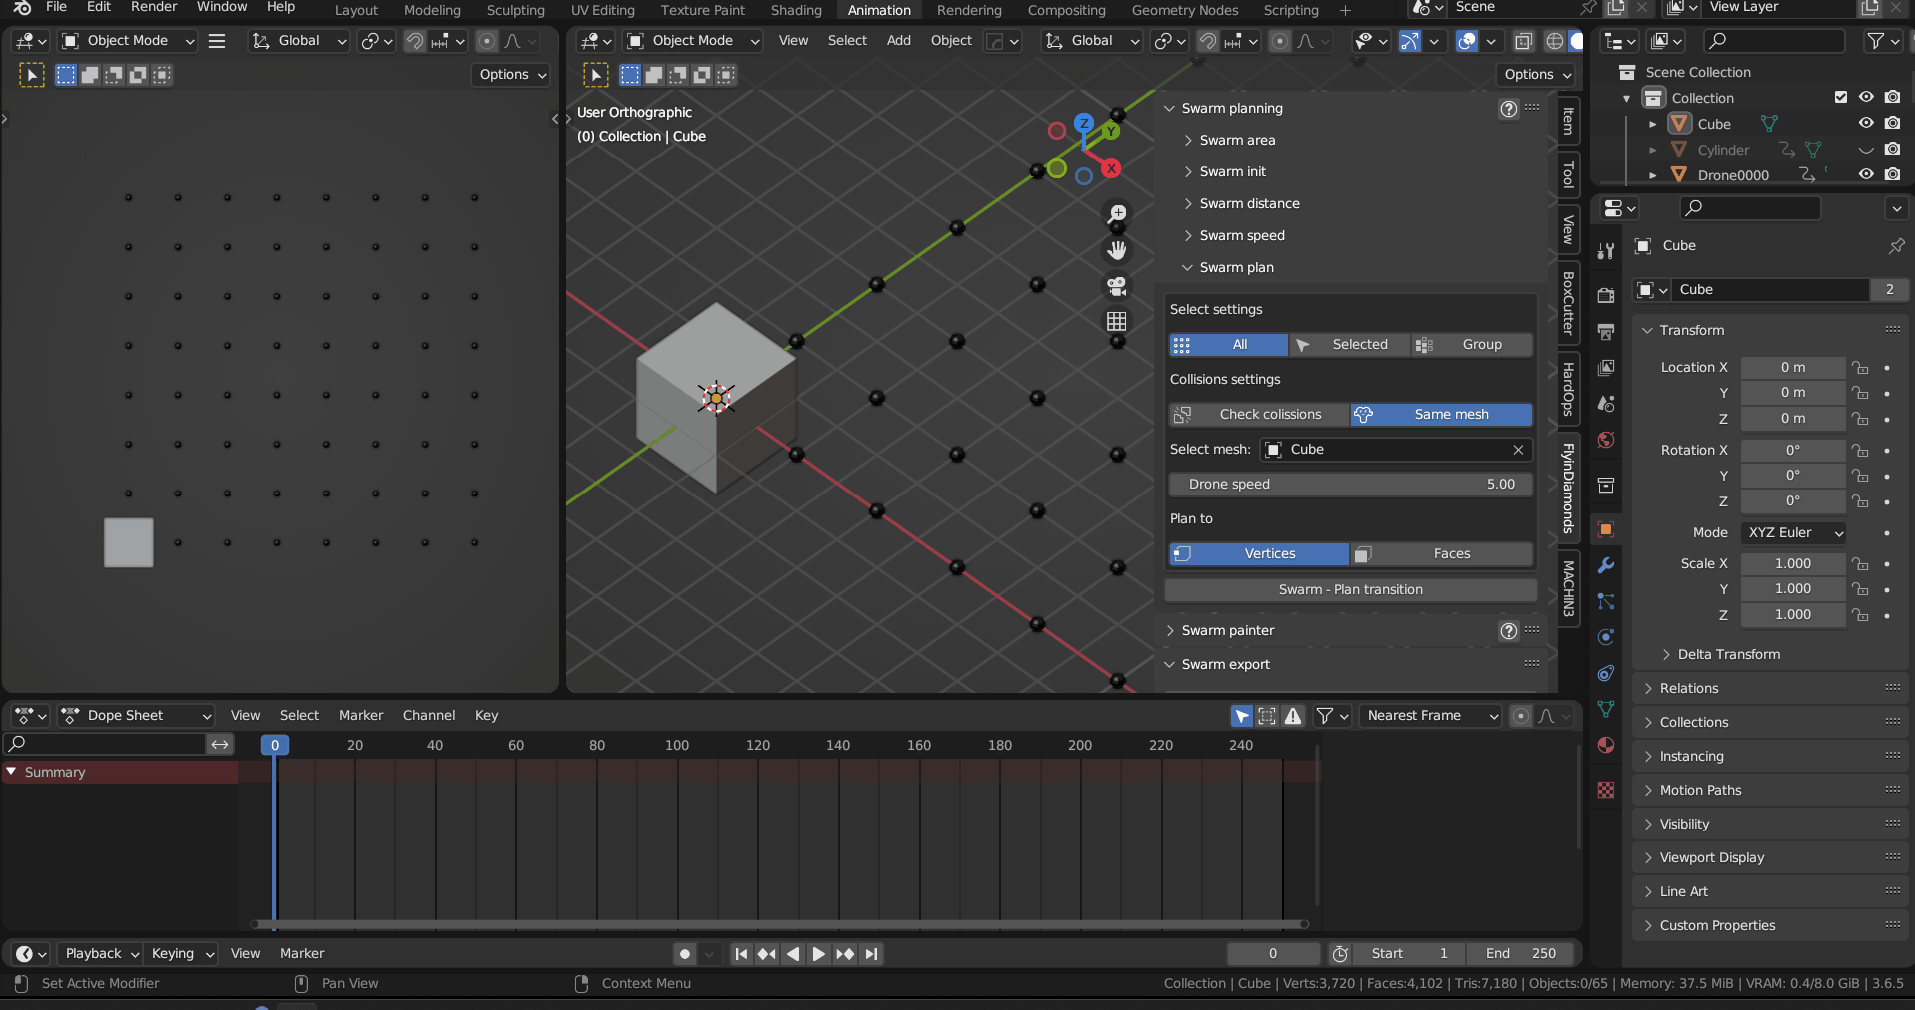 File Edit Render Window Help Layout Modeling Sculpting UV Editing Texture Paint Shading Animation Rendering Compositing Geometry Nodes Scripting + Scene View Layer
Object Mode Global
Options
Object Mode View Select Add Object Global
Options
User Orthographic
(0) Collection | Cube
Z
Y
X
Swarm planning
Swarm area
Swarm init
Swarm distance
Swarm speed
Swarm plan
Select settings
All Selected Group
Collisions settings
Check colissions Same mesh
Select mesh: Cube
Drone speed 5.00
Plan to
Vertices Faces
Swarm - Plan transition
Swarm painter
Swarm export
Item
Tool
View
BoxCutter
HardOps
FlyinDiamonds
MACHIN3
Scene Collection
Collection
Cube
Cylinder
Drone0000
Cube
Cube 2
Transform
Location X 0 m
Y 0 m
Z 0 m
Rotation X 0°
Y 0°
Z 0°
Mode XYZ Euler
Scale X 1.000
Y 1.000
Z 1.000
Delta Transform
Relations
Collections
Instancing
Motion Paths
Visibility
Viewport Display
Line Art
Custom Properties
Dope Sheet View Select Marker Channel Key Nearest Frame
0 20 40 60 80 100 120 140 160 180 200 220 240
Summary
Playback Keying View Marker 0 Start 1 End 250
Set Active Modifier Pan View Context Menu Collection | Cube | Verts:3,720 | Faces:4,102 | Tris:7,180 | Objects:0/65 | Memory: 37.5 MiB | VRAM: 0.4/8.0 GiB | 3.6.5